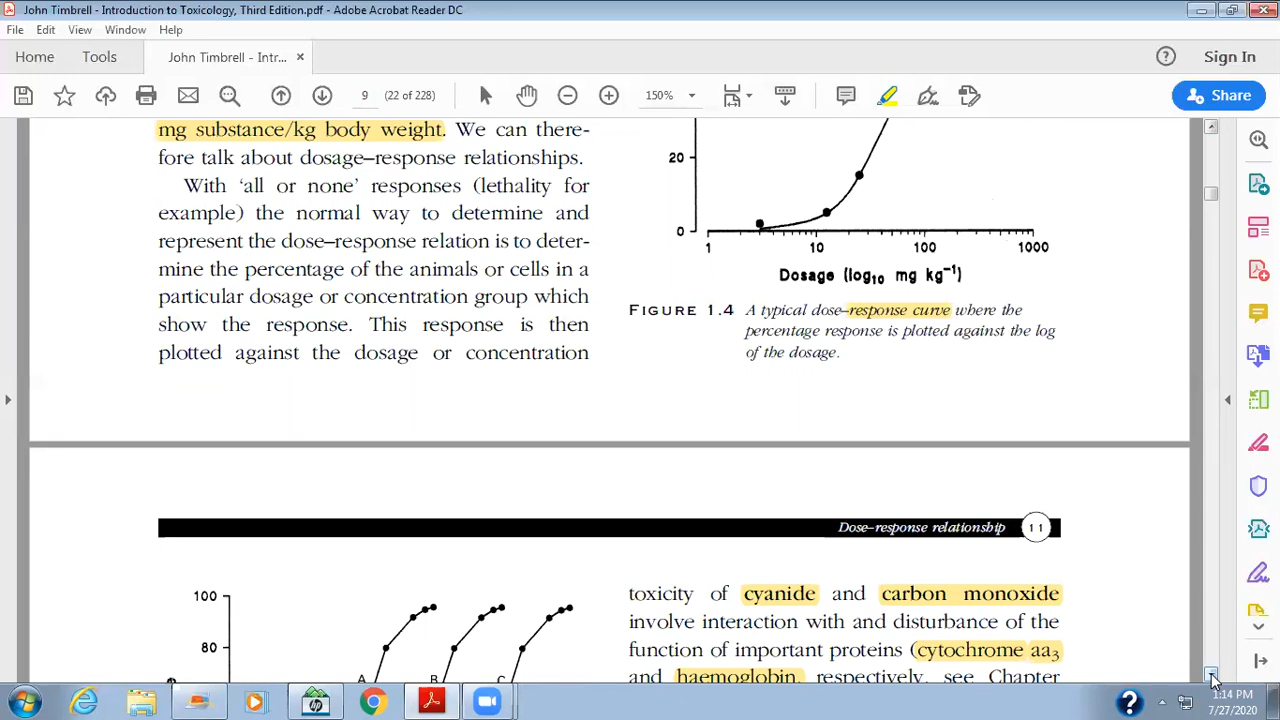 John Timbrell - Introduction to Toxicology, Third Edition.pdf - Adobe Acrobat Reader DC
File Edit View Window Help
Home Tools John Timbrell - Intr... × ? Sign In
9 (22 of 228) 150% Share
mg substance/kg body weight. We can there-
fore talk about dosage–response relationships.
With 'all or none' responses (lethality for
example) the normal way to determine and
represent the dose–response relation is to deter-
mine the percentage of the animals or cells in a
particular dosage or concentration group which
show the response. This response is then
plotted against the dosage or concentration
20
0
1 10 100 1000
Dosage (log10 mg kg-1)
FIGURE 1.4 A typical dose–response curve where the
percentage response is plotted against the log
of the dosage.
Dose–response relationship 11
100
80
A B C
toxicity of cyanide and carbon monoxide
involve interaction with and disturbance of the
function of important proteins (cytochrome aa3
and haemoglobin, respectively, see Chapter
1:14 PM
7/27/2020